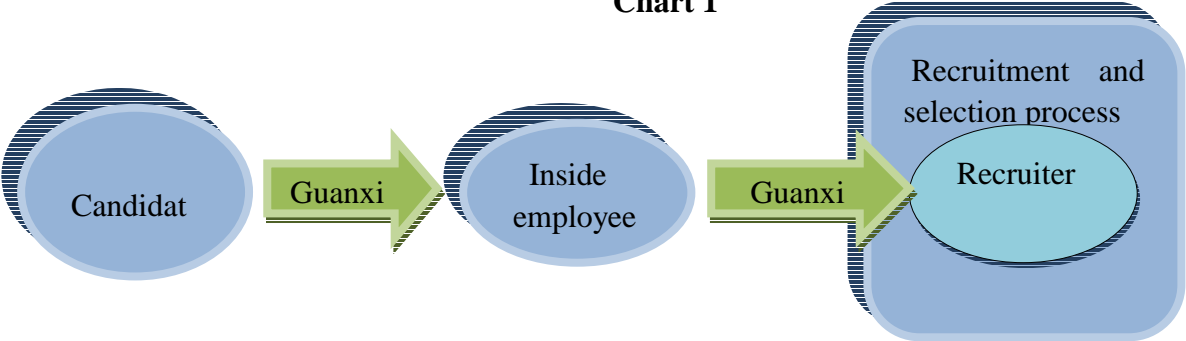 Chart 1
Recruitment and
selection process
Candidat
Guanxi
Inside
employee
Guanxi
Recruiter